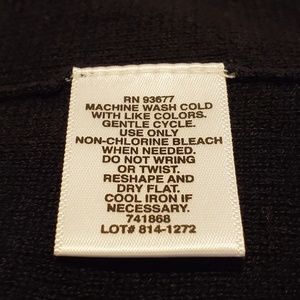 RN 93677
MACHINE WASH COLD
WITH LIKE COLORS.
GENTLE CYCLE.
USE ONLY
NON-CHLORINE BLEACH
WHEN NEEDED.
DO NOT WRING
OR TWIST.
RESHAPE AND
DRY FLAT.
COOL IRON IF
NECESSARY.
741868
LOT# 814-1272